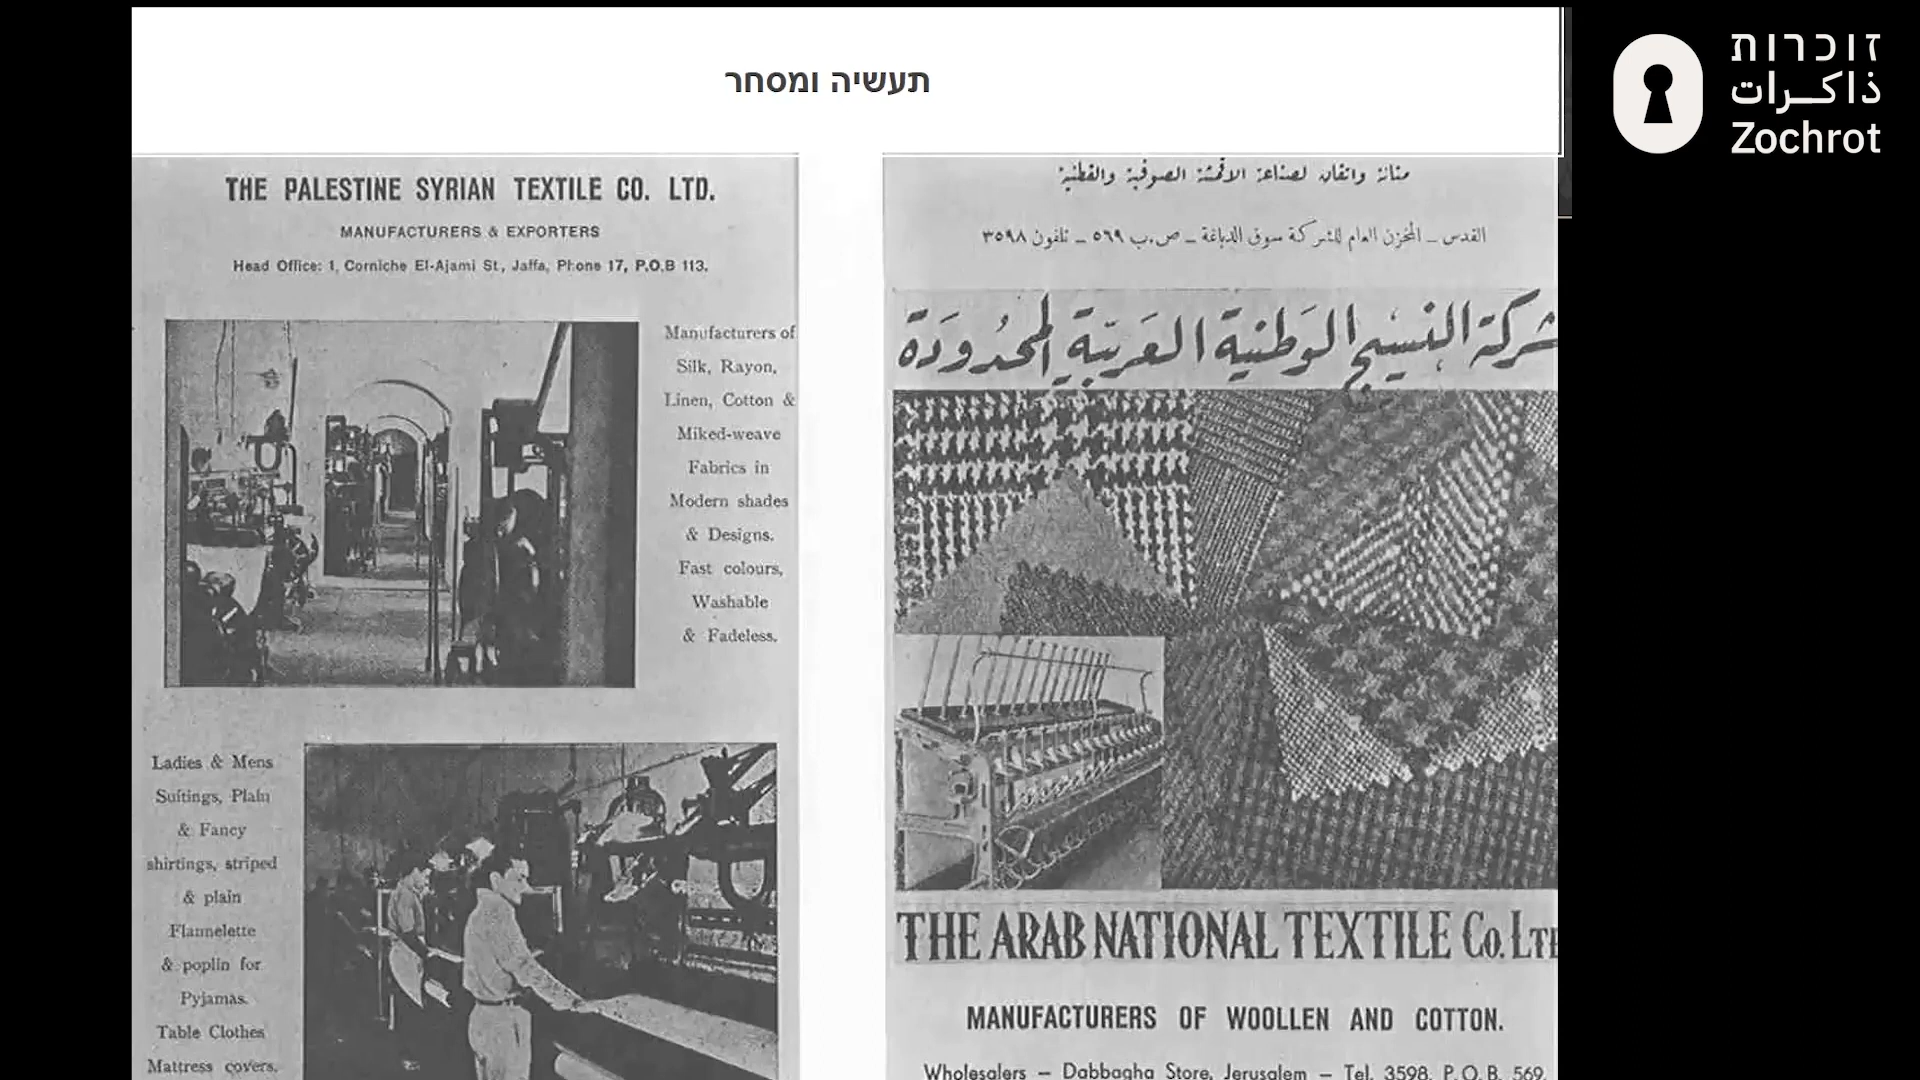 תעשיה ומסחר
זוכרות
ذاكرات
Zochrot
THE PALESTINE SYRIAN TEXTILE CO. LTD.
MANUFACTURERS & EXPORTERS
Head Office: 1, Corniche El-Ajami St., Jaffa, Phone 17, P.O.B 113.
Manufacturers of
Silk, Rayon,
Linen, Cotton &
Miked-weave
Fabrics in
Modern shades
& Designs.
Fast colours,
Washable
& Fadeless.
Ladies & Mens
Suitings, Plain
& Fancy
shirtings, striped
& plain
Flannelette
& poplin for
Pyjamas.
Table Clothes
Mattress covers.
متانة واتقان لصناعة الاقمشة الصوفية والقطنية
القدس – المخزن العام للشركة سوق الدباغة – ص.ب ٥٦٩ – تلفون ٣٥٩٨
شركة النسيج الوطنية العربية المحدودة
THE ARAB NATIONAL TEXTILE Co. LTD
MANUFACTURERS OF WOOLLEN AND COTTON.
Wholesalers – Dabbagha Store, Jerusalem – Tel. 3598, P.O.B. 569.